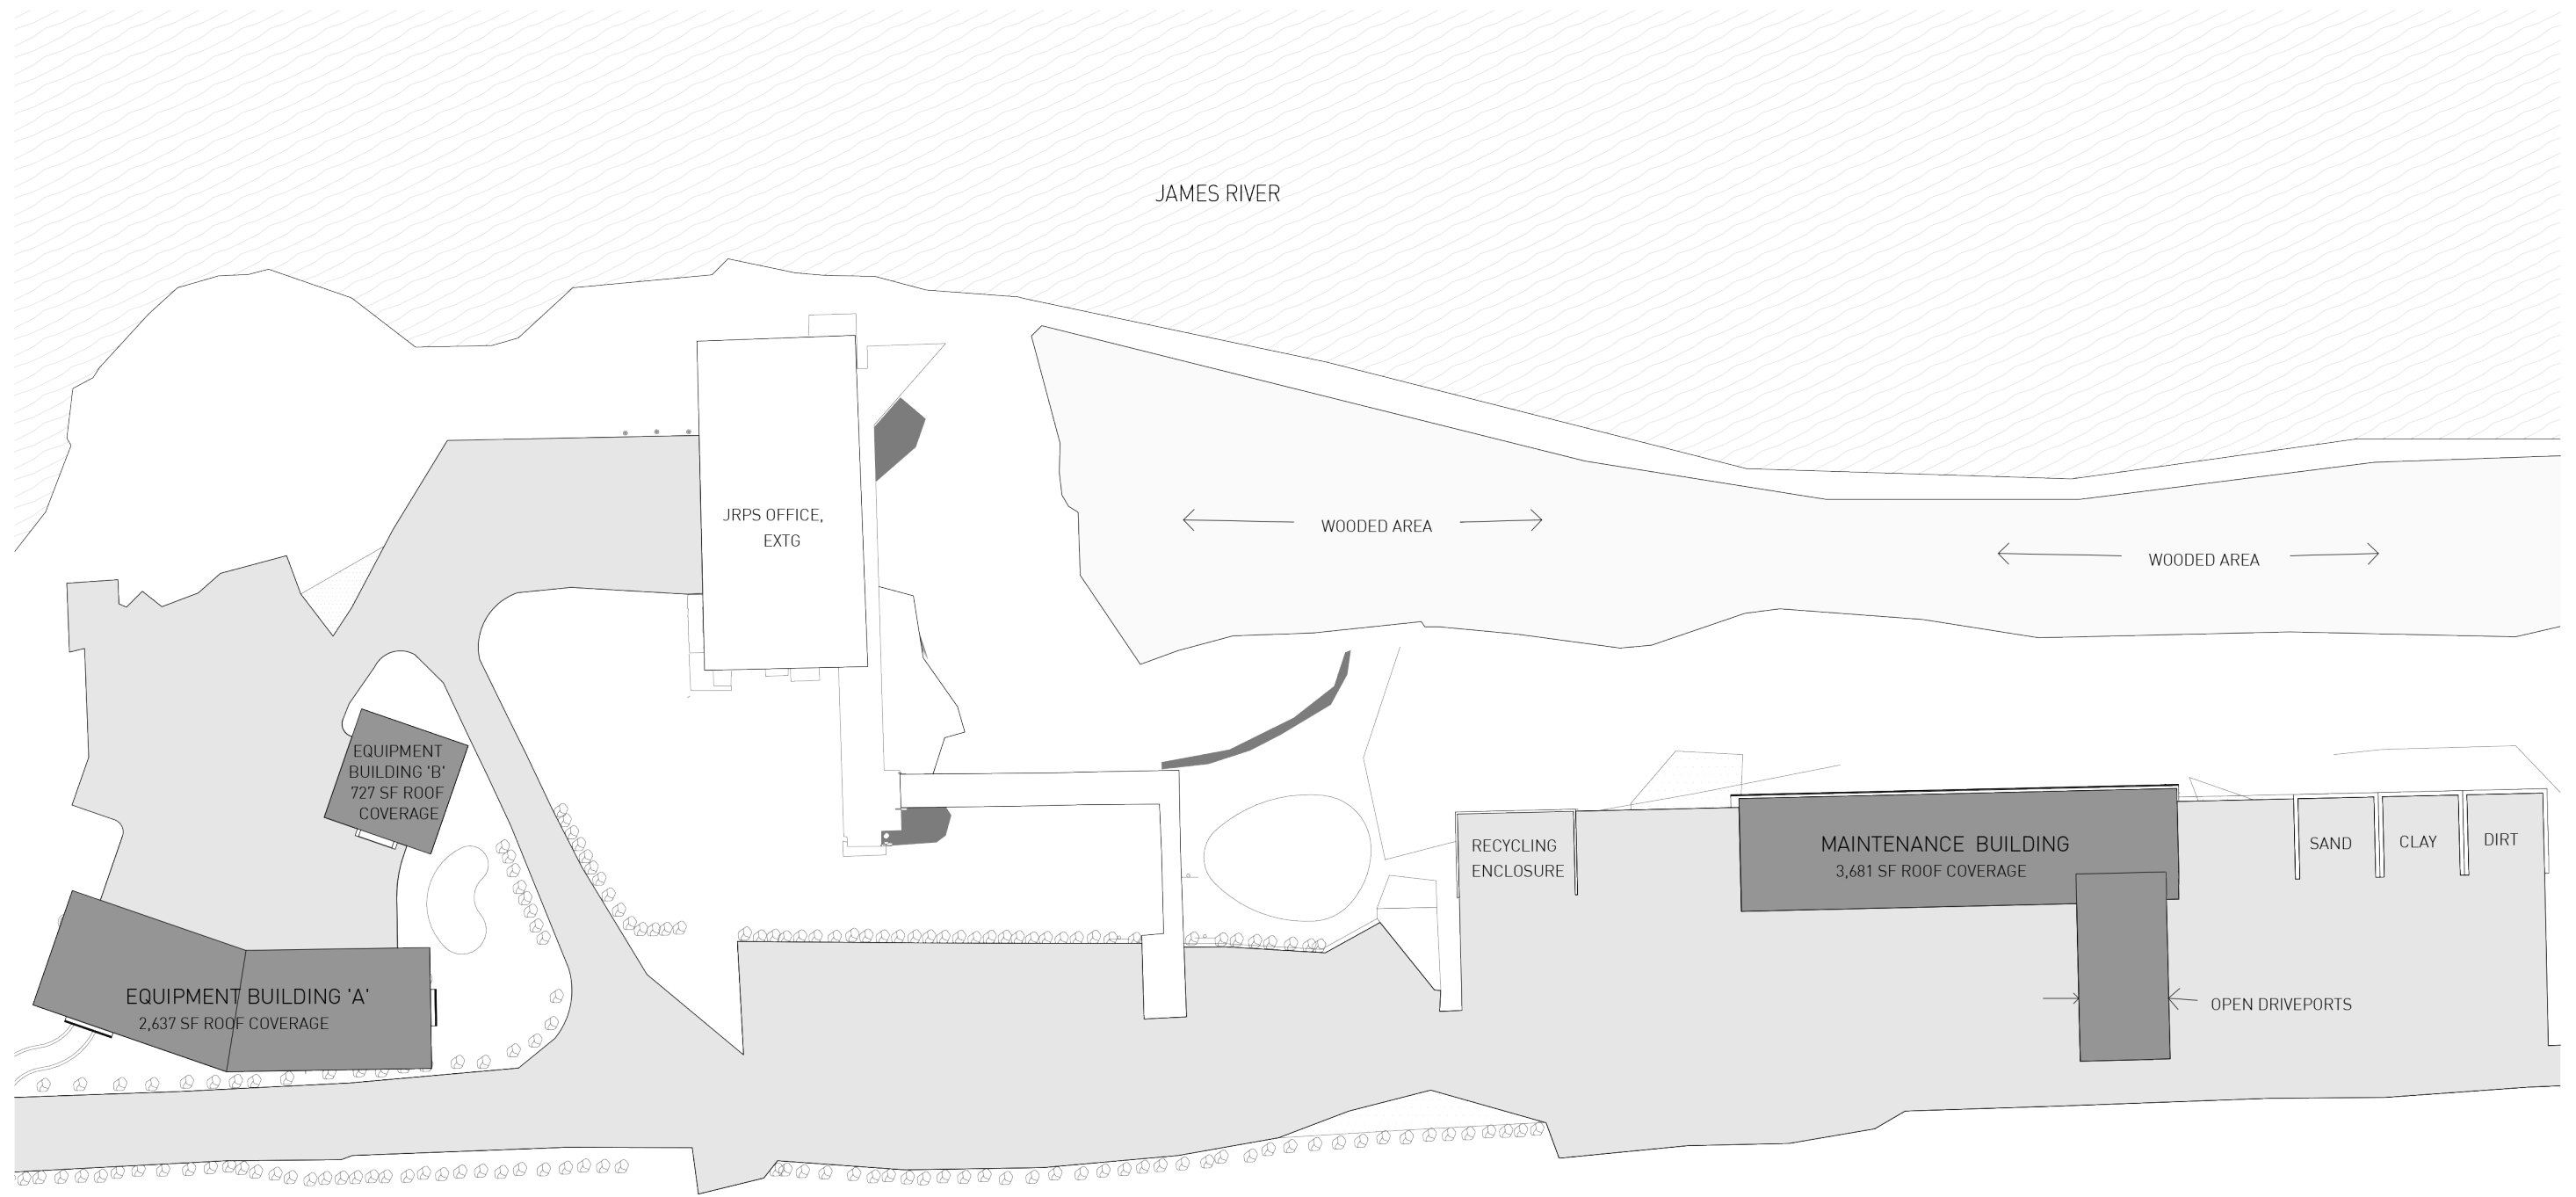 JAMES RIVER
JRPS OFFICE,
EXTG
WOODED AREA
WOODED AREA
EQUIPMENT
BUILDING 'B'
727 SF ROOF
COVERAGE
EQUIPMENT BUILDING 'A'
2,637 SF ROOF COVERAGE
RECYCLING
ENCLOSURE
MAINTENANCE BUILDING
3,681 SF ROOF COVERAGE
SAND
CLAY
DIRT
OPEN DRIVEPORTS